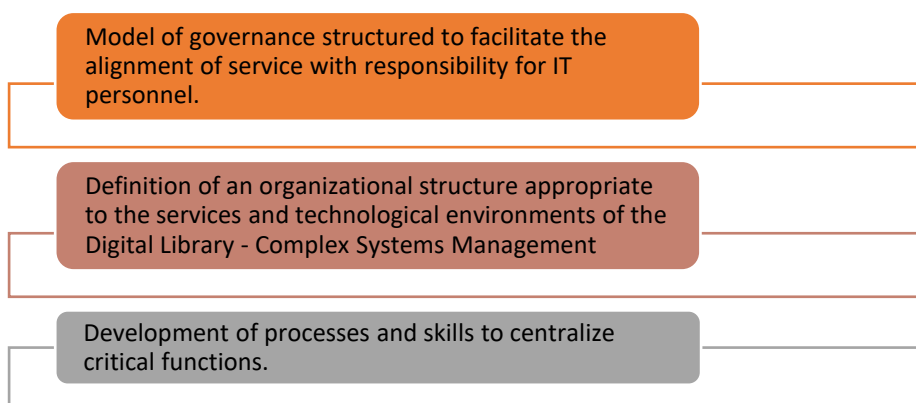 Model of governance structured to facilitate the
alignment of service with responsibility for IT
personnel.
Definition of an organizational structure appropriate
to the services and technological environments of the
Digital Library - Complex Systems Management
Development of processes and skills to centralize
critical functions.